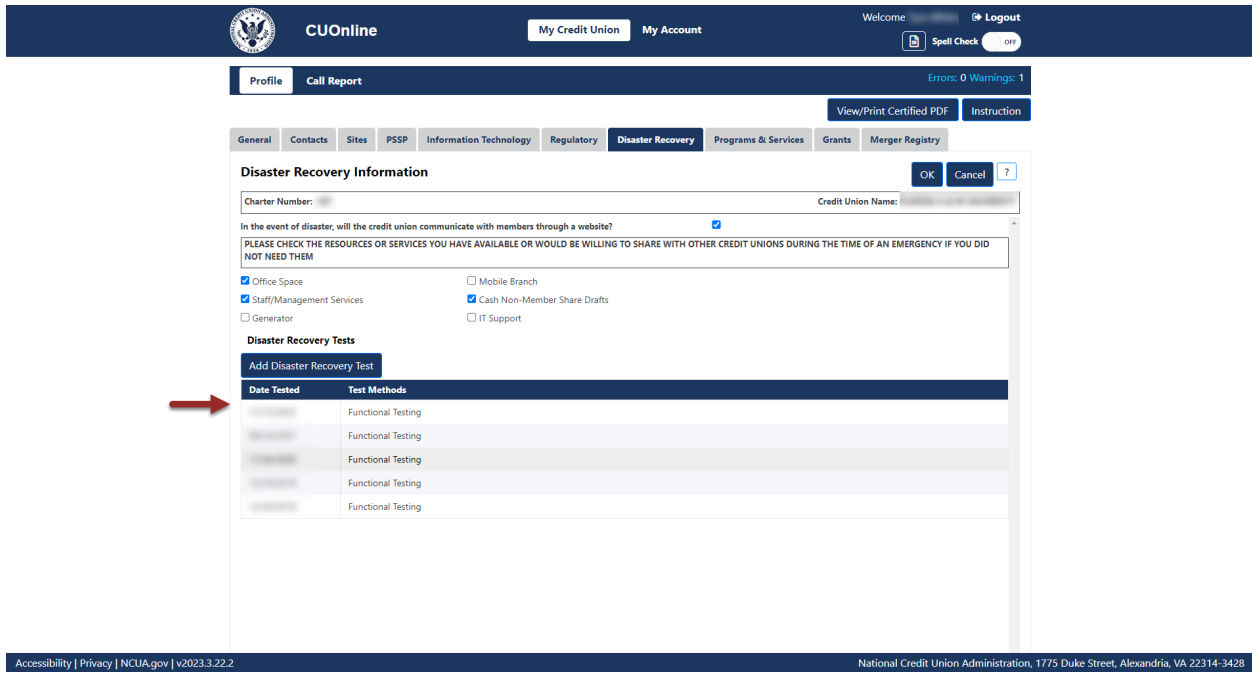 CUOnline
My Credit Union
My Account
Welcome
Logout
Spell Check OFF
Profile
Call Report
Errors: 0 Warnings: 1
View/Print Certified PDF
Instruction
General
Contacts
Sites
PSSP
Information Technology
Regulatory
Disaster Recovery
Programs & Services
Grants
Merger Registry
Disaster Recovery Information
OK
Cancel
?
Charter Number:
Credit Union Name:
In the event of disaster, will the credit union communicate with members through a website?
PLEASE CHECK THE RESOURCES OR SERVICES YOU HAVE AVAILABLE OR WOULD BE WILLING TO SHARE WITH OTHER CREDIT UNIONS DURING THE TIME OF AN EMERGENCY IF YOU DID
NOT NEED THEM
Office Space
Mobile Branch
Staff/Management Services
Cash Non-Member Share Drafts
Generator
IT Support
Disaster Recovery Tests
Add Disaster Recovery Test
Date Tested
Test Methods
Functional Testing
Functional Testing
Functional Testing
Functional Testing
Functional Testing
Accessibility | Privacy | NCUA.gov | v2023.3.22.2
National Credit Union Administration, 1775 Duke Street, Alexandria, VA 22314-3428